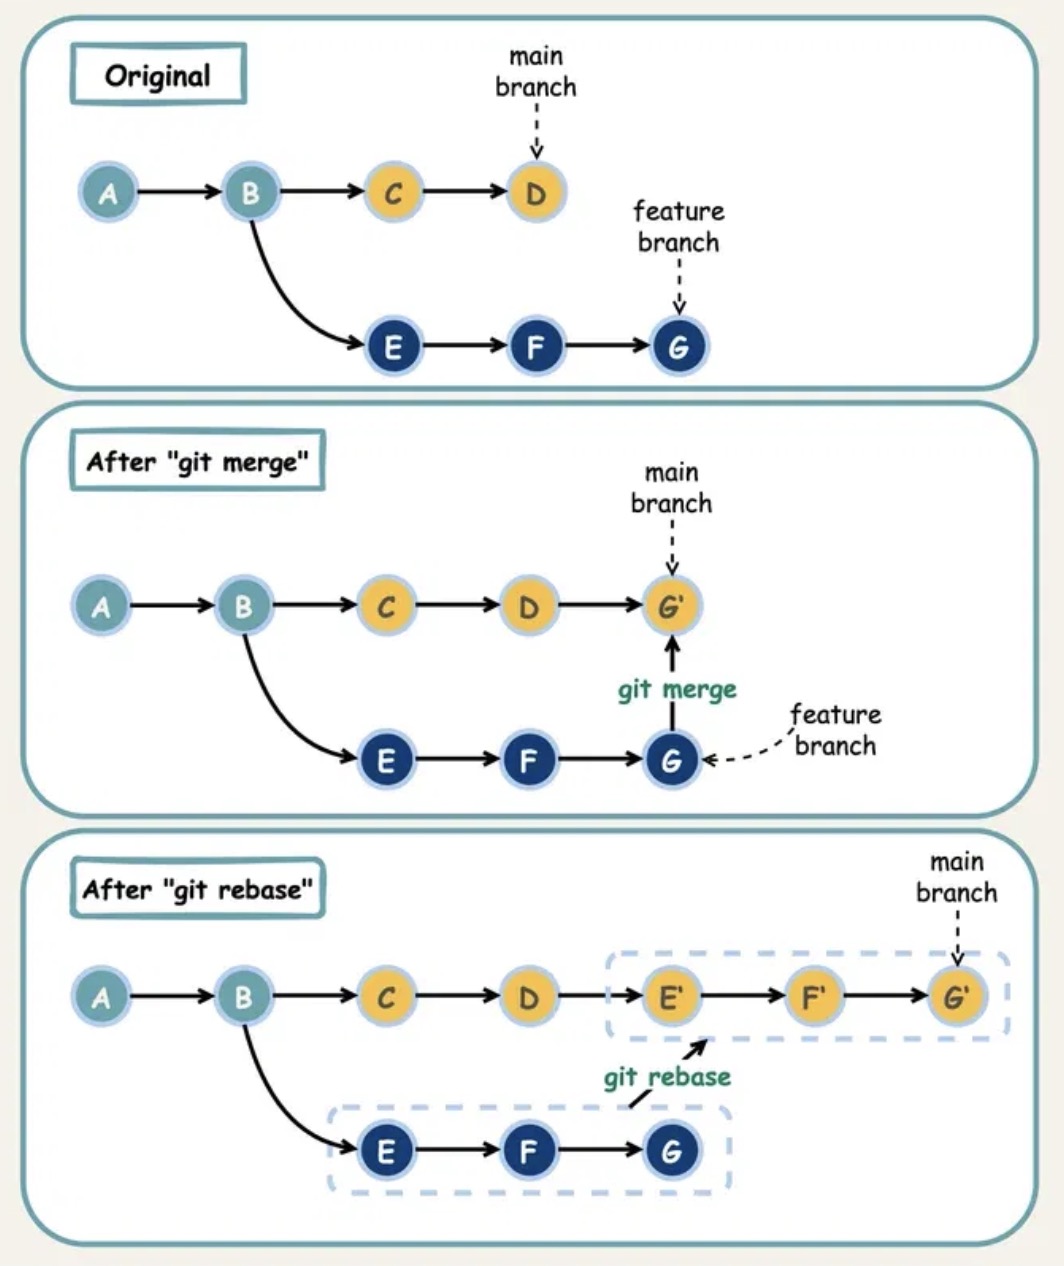 Original
main
branch
A
B
C
D
feature
branch
E
F
G
After "git merge"
main
branch
A
B
C
D
G'
git merge
feature
branch
E
F
G
After "git rebase"
main
branch
A
B
C
D
E'
F'
G'
git rebase
E
F
G